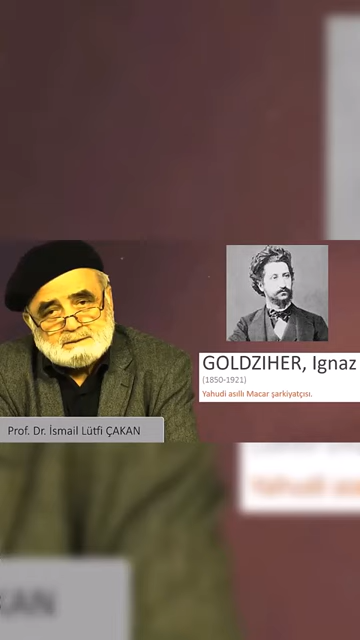 GOLDZIHER, Ignaz
(1850-1921)
Yahudi asıllı Macar şarkiyatçısı.
Prof. Dr. İsmail Lütfi ÇAKAN